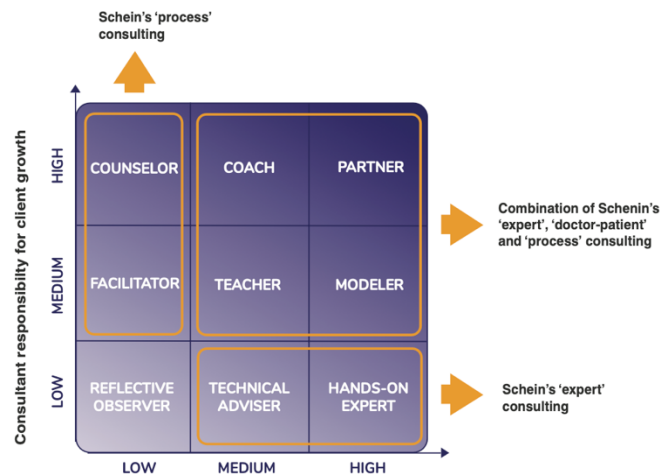 Schein's 'process'
consulting
Consultant responsibiity for client growth
HIGH
MEDIUM
LOW
COUNSELOR
COACH
PARTNER
FACILITATOR
TEACHER
MODELER
REFLECTIVE
OBSERVER
TECHNICAL
ADVISER
HANDS-ON
EXPERT
Combination of Schenin's
'expert', 'doctor-patient'
and 'process' consulting
Schein's 'expert'
consulting
LOW
MEDIUM
HIGH